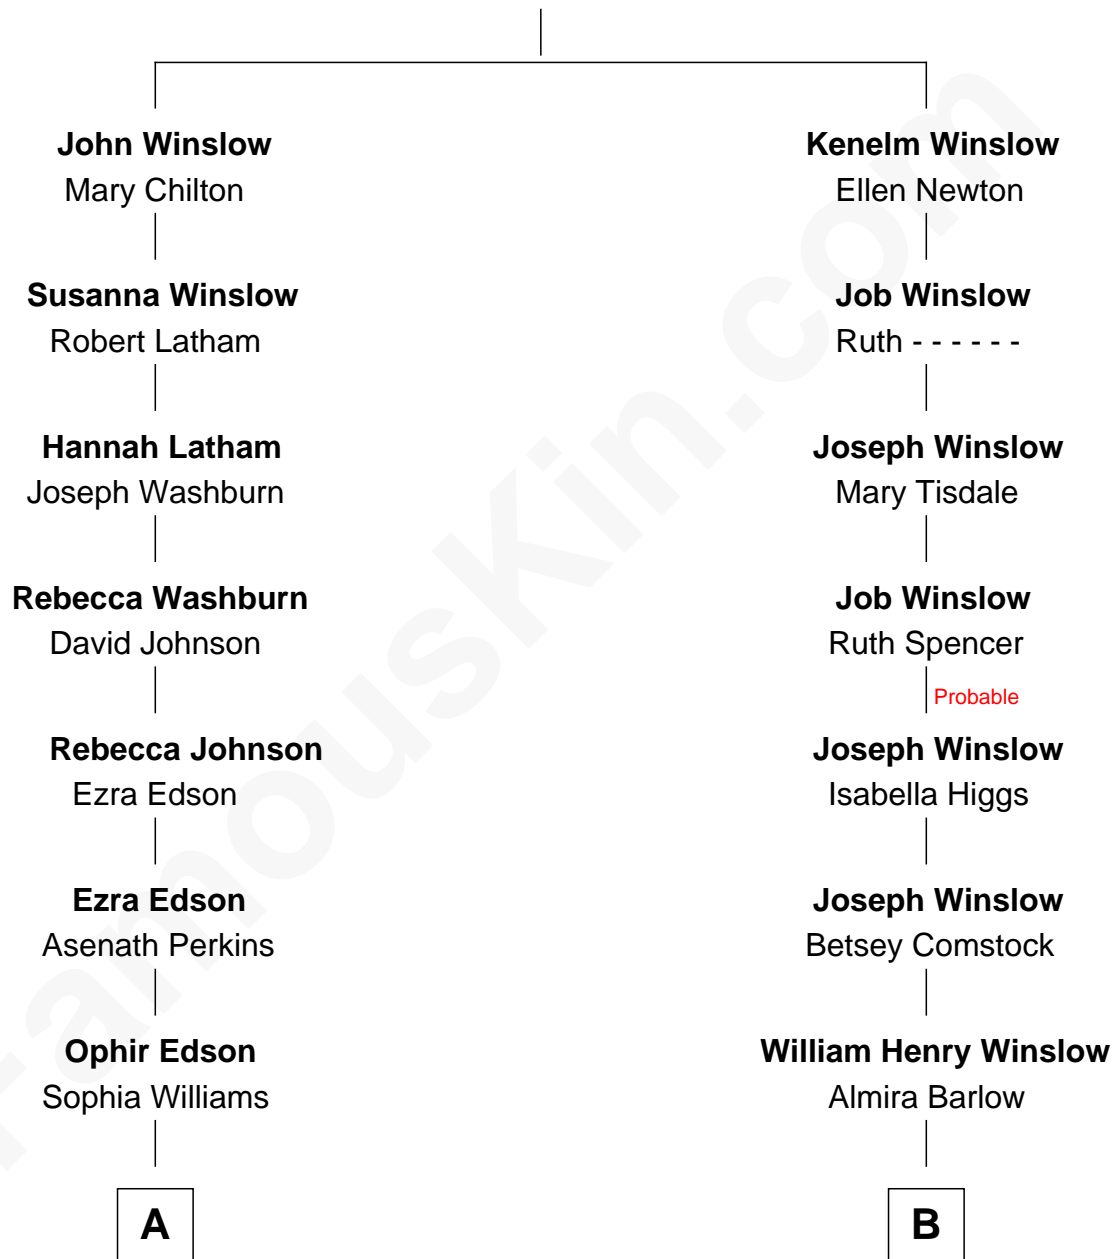 John Winslow
Mary Chilton
Susanna Winslow
Robert Latham
Hannah Latham
Joseph Washburn
Rebecca Washburn
David Johnson
Rebecca Johnson
Ezra Edson
Ezra Edson
Asenath Perkins
Ophir Edson
Sophia Williams
A
Kenelm Winslow
Ellen Newton
Job Winslow
Ruth - - - - - -
Joseph Winslow
Mary Tisdale
Job Winslow
Ruth Spencer
Probable
Joseph Winslow
Isabella Higgs
Joseph Winslow
Betsey Comstock
William Henry Winslow
Almira Barlow
B
FamousKin.com